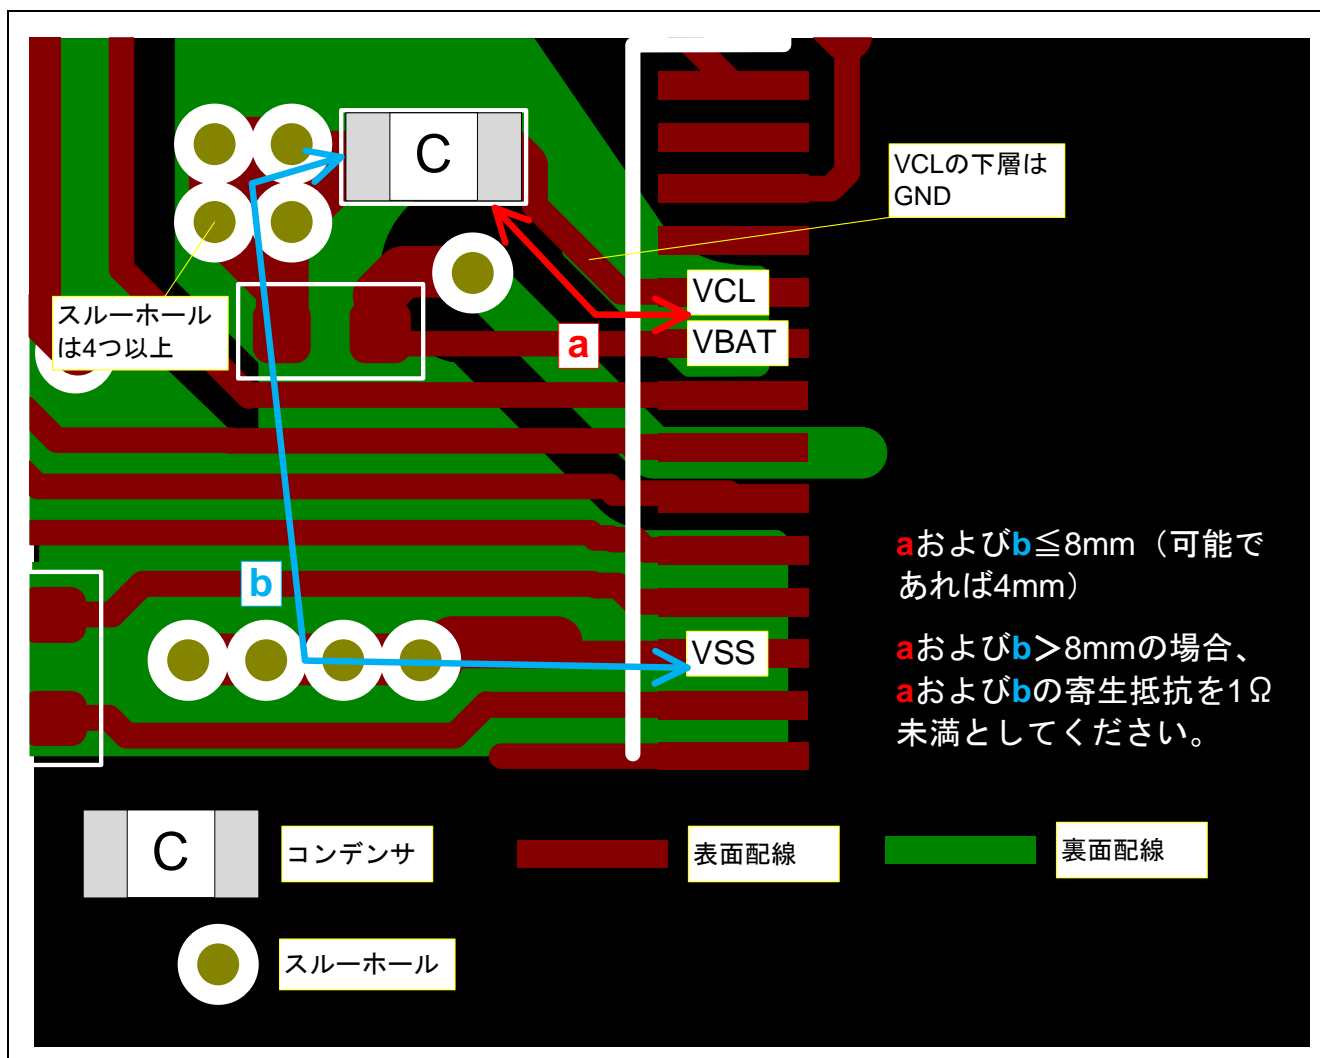 C
VCLの下層は
GND
VCL
VBAT
スルーホール
は4つ以上
a
b
VSS
aおよびb≦8mm（可能で
あれば4mm）
aおよびb＞8mmの場合、
aおよびbの寄生抵抗を1Ω
未満としてください。
C
コンデンサ
表面配線
裏面配線
スルーホール